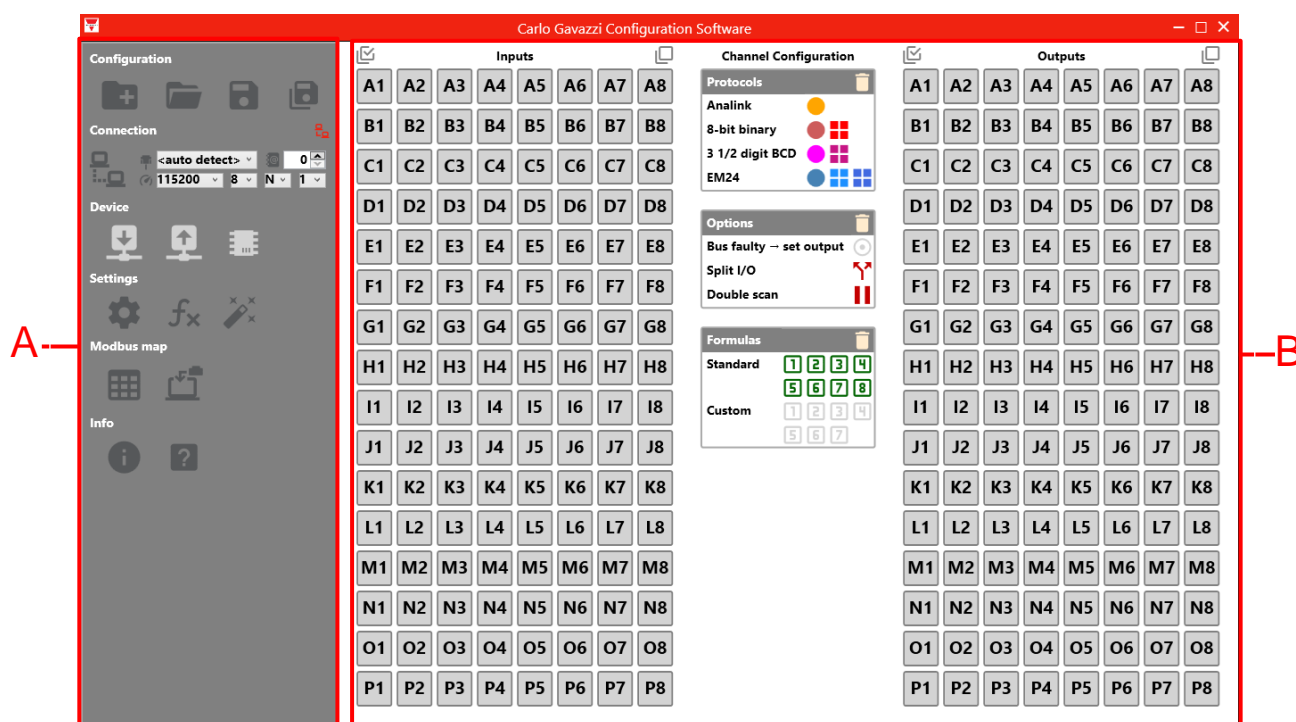 Carlo Gavazzi Configuration Software
Configuration
Connection
<auto detect> 0
115200 8 N 1
Device
Settings
fx
Modbus map
Info
i ?
A
Inputs
A1 A2 A3 A4 A5 A6 A7 A8
B1 B2 B3 B4 B5 B6 B7 B8
C1 C2 C3 C4 C5 C6 C7 C8
D1 D2 D3 D4 D5 D6 D7 D8
E1 E2 E3 E4 E5 E6 E7 E8
F1 F2 F3 F4 F5 F6 F7 F8
G1 G2 G3 G4 G5 G6 G7 G8
H1 H2 H3 H4 H5 H6 H7 H8
I1 I2 I3 I4 I5 I6 I7 I8
J1 J2 J3 J4 J5 J6 J7 J8
K1 K2 K3 K4 K5 K6 K7 K8
L1 L2 L3 L4 L5 L6 L7 L8
M1 M2 M3 M4 M5 M6 M7 M8
N1 N2 N3 N4 N5 N6 N7 N8
O1 O2 O3 O4 O5 O6 O7 O8
P1 P2 P3 P4 P5 P6 P7 P8
Channel Configuration
Protocols
Analink
8-bit binary
3 1/2 digit BCD
EM24
Options
Bus faulty → set output
Split I/O
Double scan
Formulas
Standard 1 2 3 4
5 6 7 8
Custom 1 2 3 4
5 6 7
Outputs
A1 A2 A3 A4 A5 A6 A7 A8
B1 B2 B3 B4 B5 B6 B7 B8
C1 C2 C3 C4 C5 C6 C7 C8
D1 D2 D3 D4 D5 D6 D7 D8
E1 E2 E3 E4 E5 E6 E7 E8
F1 F2 F3 F4 F5 F6 F7 F8
G1 G2 G3 G4 G5 G6 G7 G8
H1 H2 H3 H4 H5 H6 H7 H8
I1 I2 I3 I4 I5 I6 I7 I8
J1 J2 J3 J4 J5 J6 J7 J8
K1 K2 K3 K4 K5 K6 K7 K8
L1 L2 L3 L4 L5 L6 L7 L8
M1 M2 M3 M4 M5 M6 M7 M8
N1 N2 N3 N4 N5 N6 N7 N8
O1 O2 O3 O4 O5 O6 O7 O8
P1 P2 P3 P4 P5 P6 P7 P8
B